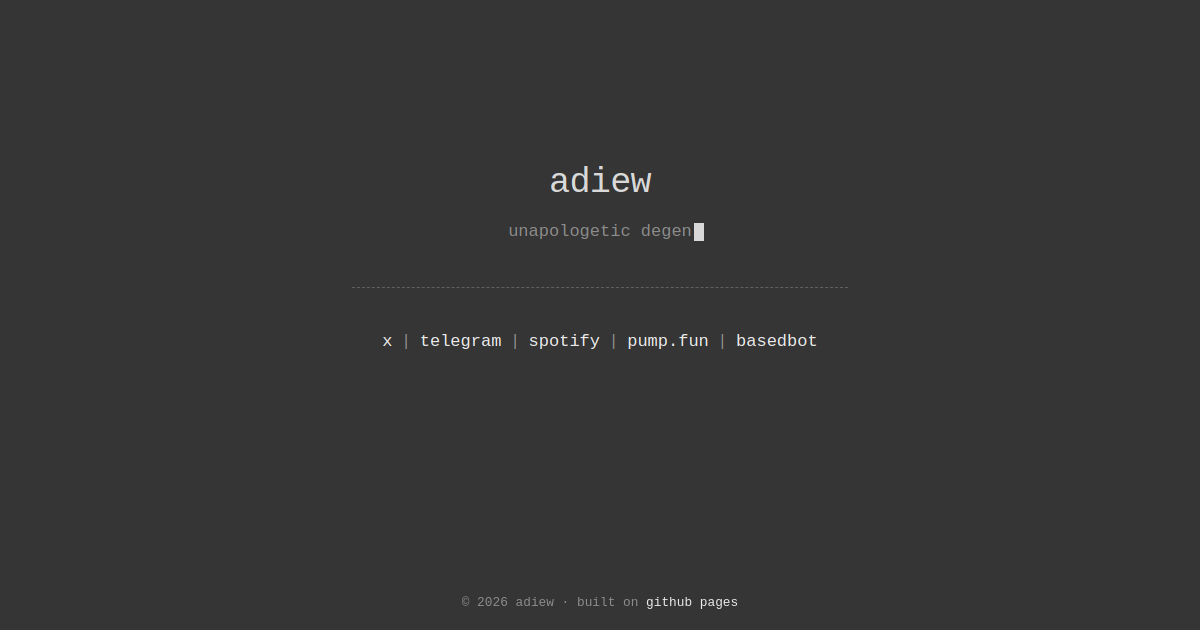 adiew
unapologetic degen
x | telegram | spotify | pump.fun | basedbot
© 2026 adiew · built on github pages